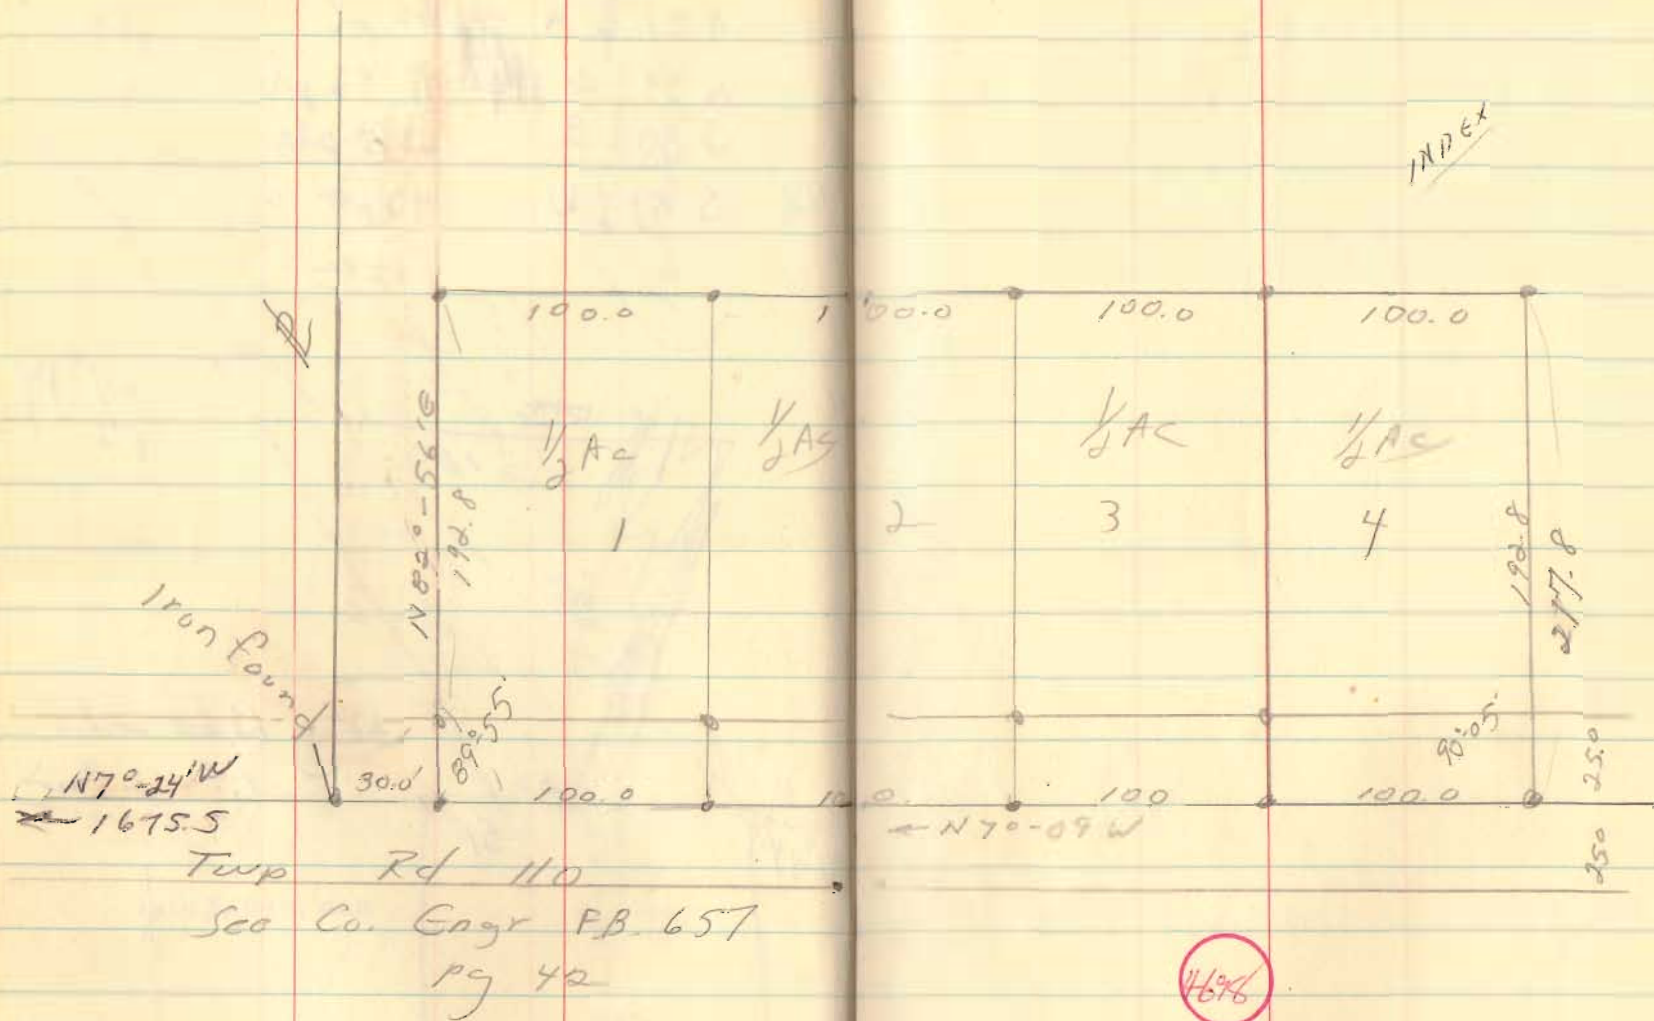 INDEX
100.0 100.0 100.0 100.0
½ Ac ½ Ac ½ Ac ½ Ac
1 2 3 4
N 82°-56' E
192.8
192.8
217.8
Iron found
89°-55'
90°-05'
25.0
25.0
30.0' 100.0 100.0 100 100.0
N7°-24'W
← 1675.5
← N 7°-09 W
Twp Rd 110
See Co. Engr F.B. 657
pg 42